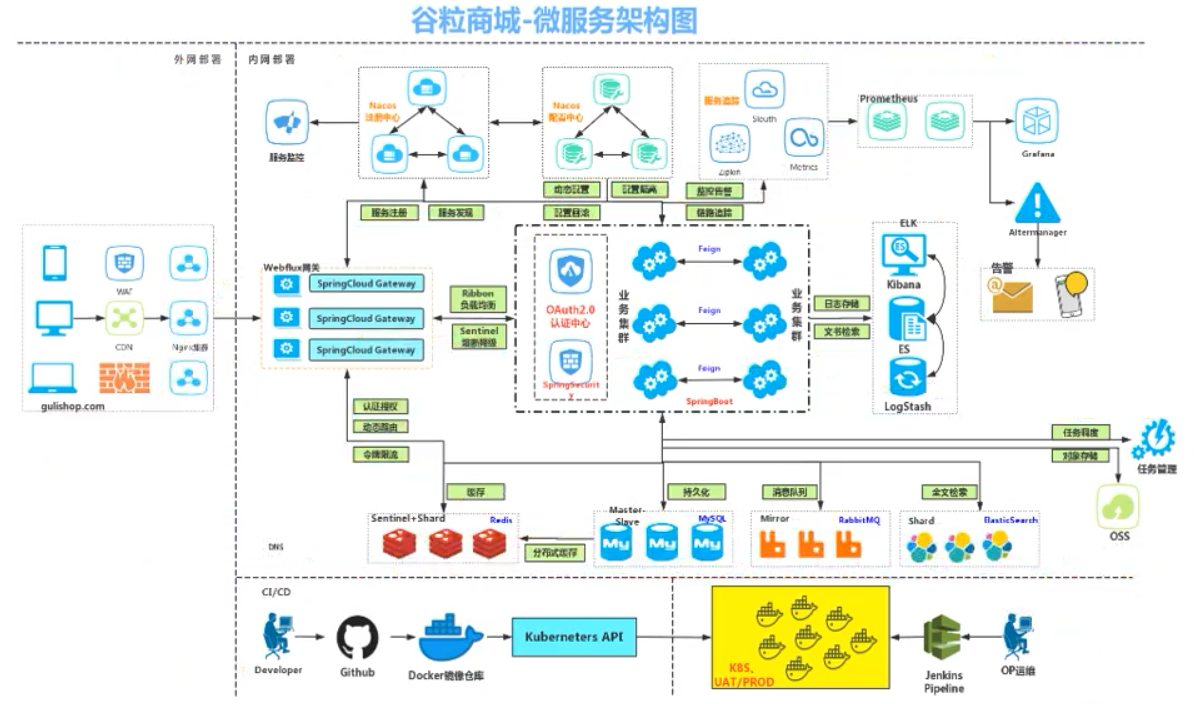 谷粒商城-微服务架构图
外网部署
内网部署
Nacos
注册中心
Nacos
配置中心
服务追踪
Slouth
Zipkin
Metrics
Prometheus
Grafana
服务监控
动态配置
配置隔离
监控告警
服务注册
服务发现
配置回滚
链路追踪
Altermanager
告警
WAF
CDN
Nginx集群
gulishop.com
Webflux网关
SpringCloud Gateway
SpringCloud Gateway
SpringCloud Gateway
Ribbon
负载均衡
Sentinel
熔断降级
OAuth2.0
认证中心
SpringSecurit
y
业务集群
Feign
Feign
Feign
业务集群
SpringBoot
日志存储
文书检索
ELK
Kibana
ES
LogStash
认证授权
动态路由
令牌限流
任务调度
对象存储
任务管理
OSS
缓存
持久化
消息队列
全文检索
Sentinel+Shard
Redis
分布式缓存
Master-
Slave
MySQL
Mirror
RabbitMQ
Shard
ElasticSearch
DNS
CI/CD
Developer
Github
Docker镜像仓库
Kuberneters API
K8S、
UAT/PROD
Jenkins
Pipeline
OP运维